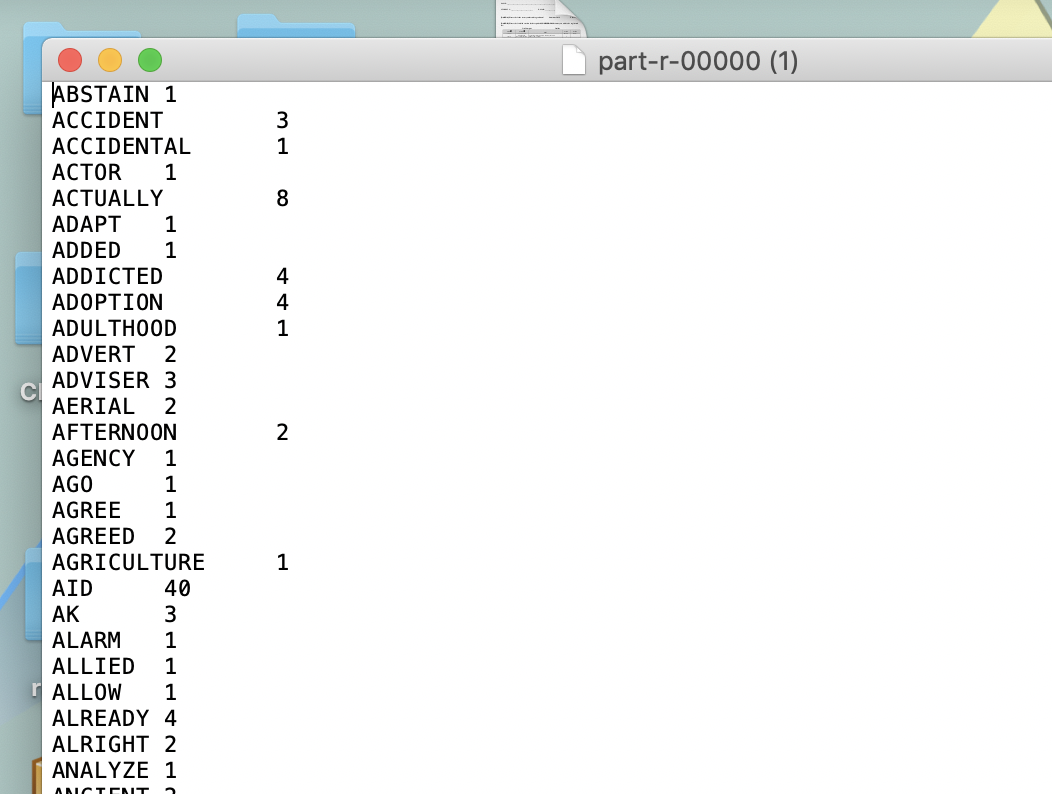 part-r-00000 (1)
ABSTAIN 1
ACCIDENT 3
ACCIDENTAL 1
ACTOR 1
ACTUALLY 8
ADAPT 1
ADDED 1
ADDICTED 4
ADOPTION 4
ADULTHOOD 1
ADVERT 2
ADVISER 3
AERIAL 2
AFTERNOON 2
AGENCY 1
AGO 1
AGREE 1
AGREED 2
AGRICULTURE 1
AID 40
AK 3
ALARM 1
ALLIED 1
ALLOW 1
ALREADY 4
ALRIGHT 2
ANALYZE 1